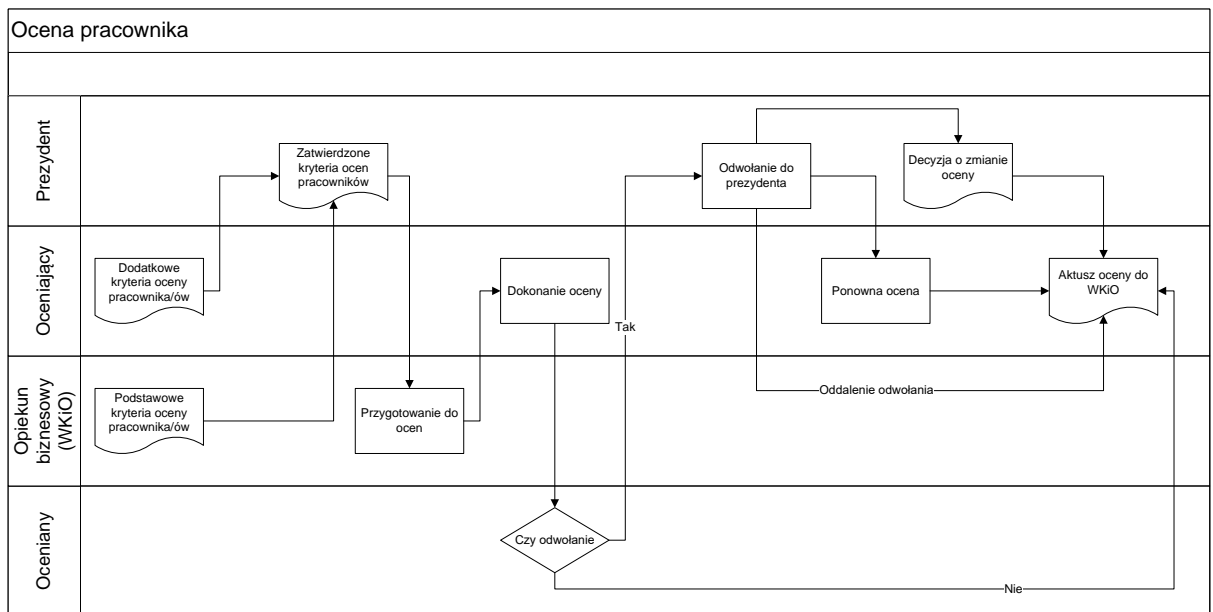 Ocena pracownika
Prezydent
Zatwierdzone
kryteria ocen
pracowników
Odwołanie do
prezydenta
Decyzja o zmianie
oceny
Oceniający
Dodatkowe
kryteria oceny
pracownika/ów
Dokonanie oceny
Tak
Ponowna ocena
Aktusz oceny do
WKiO
Opiekun
biznesowy
(WKiO)
Podstawowe
kryteria oceny
pracownika/ów
Przygotowanie do
ocen
Oddalenie odwołania
Oceniany
Czy odwołanie
Nie